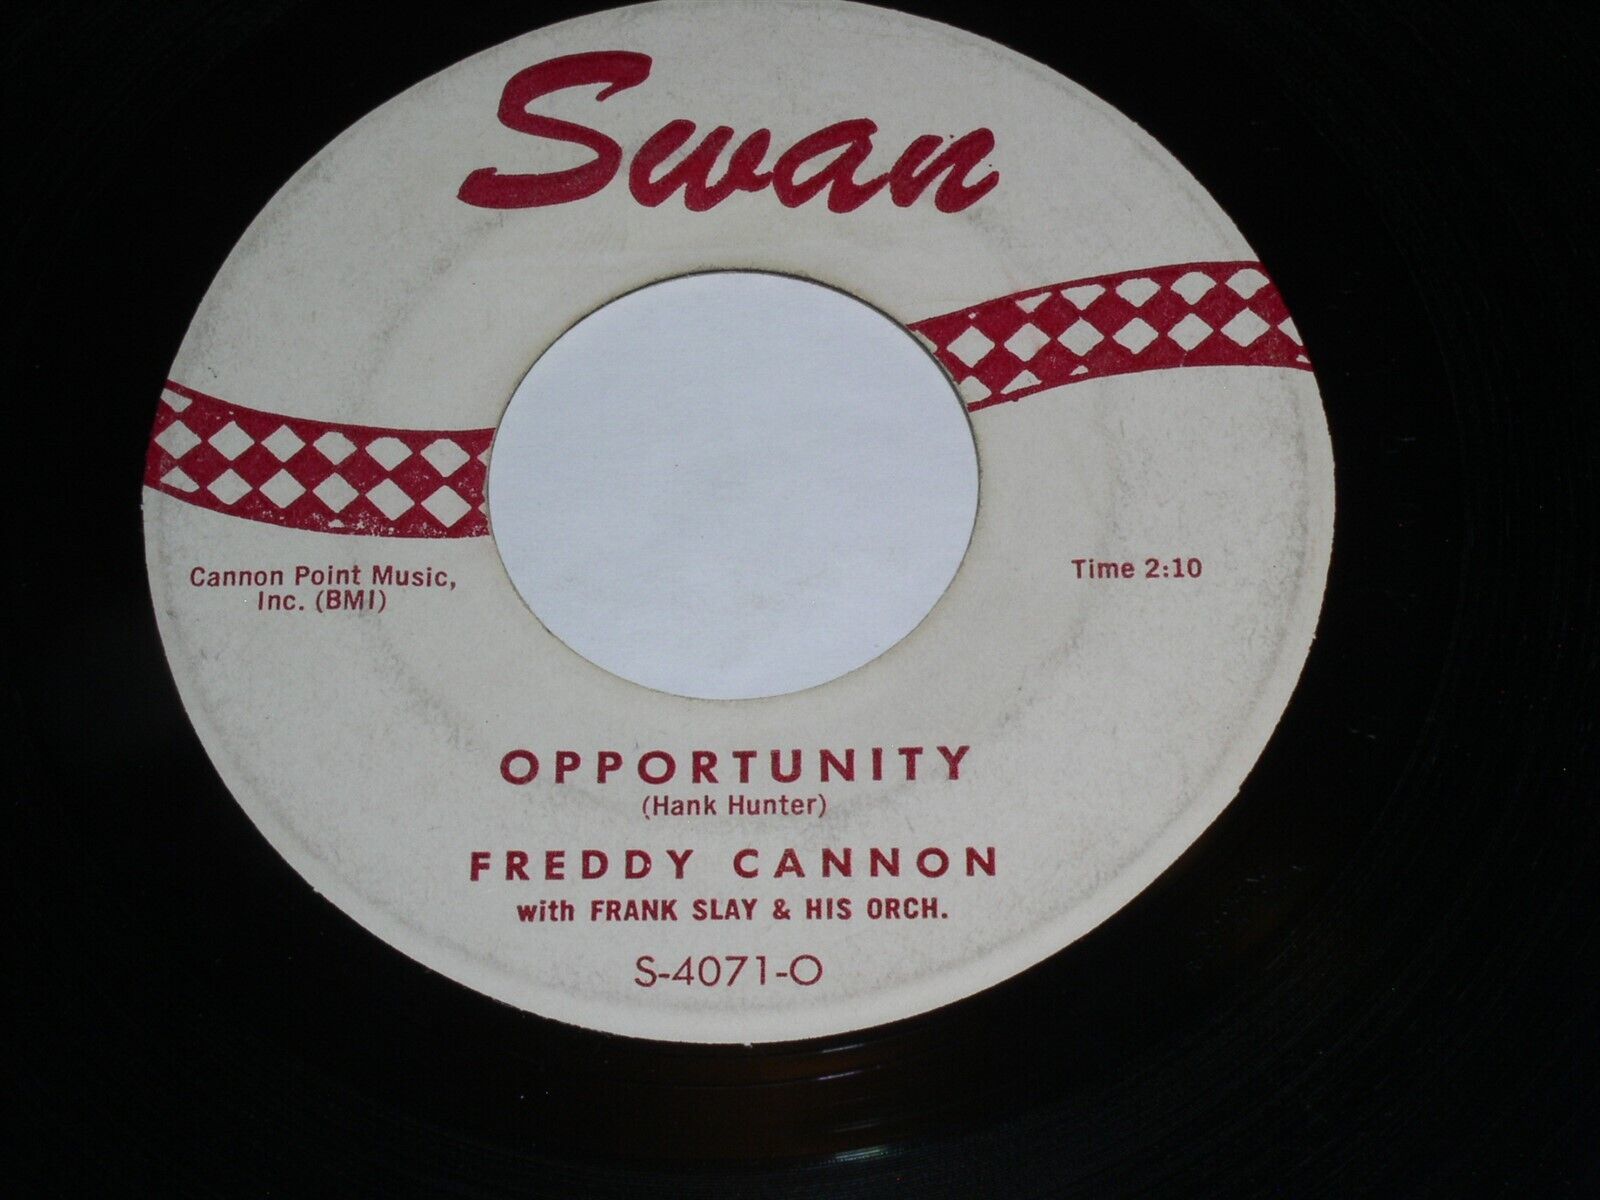 Swan
Cannon Point Music,
Inc. (BMI)
Time 2:10
OPPORTUNITY
(Hank Hunter)
FREDDY CANNON
with FRANK SLAY & HIS ORCH.
S-4071-O